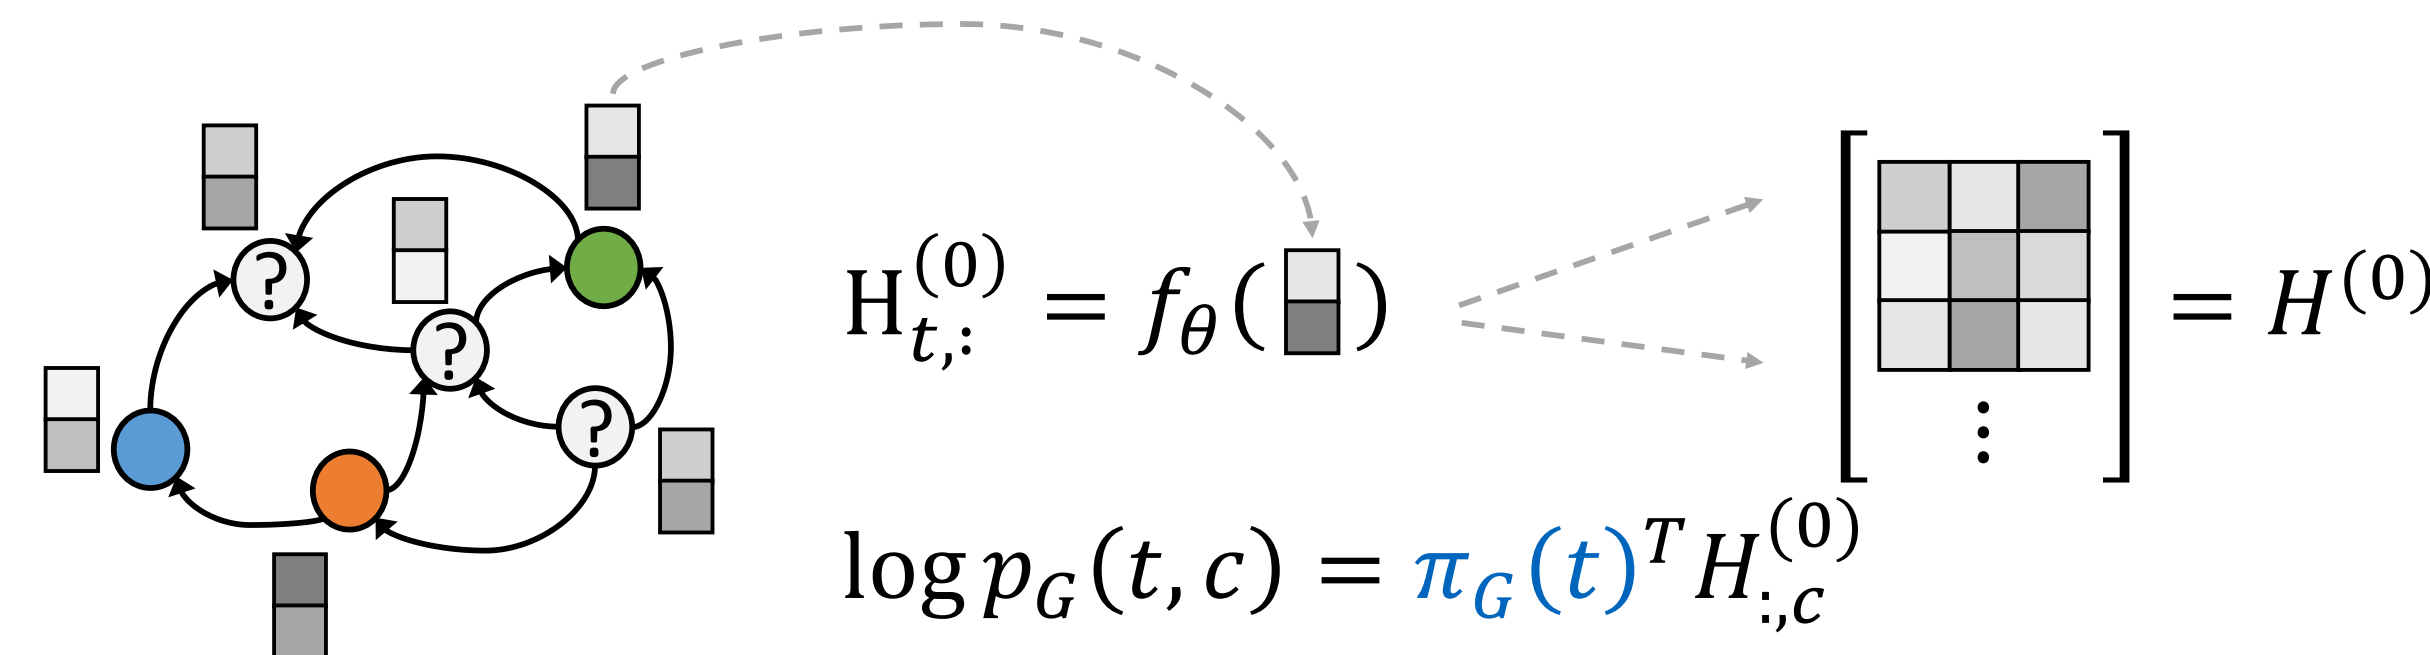 ?
?
?
H_{t,:}^{(0)} = f_θ( )
⋮
= H^{(0)}
log p_G(t, c) = π_G(t)^T H_{:,c}^{(0)}